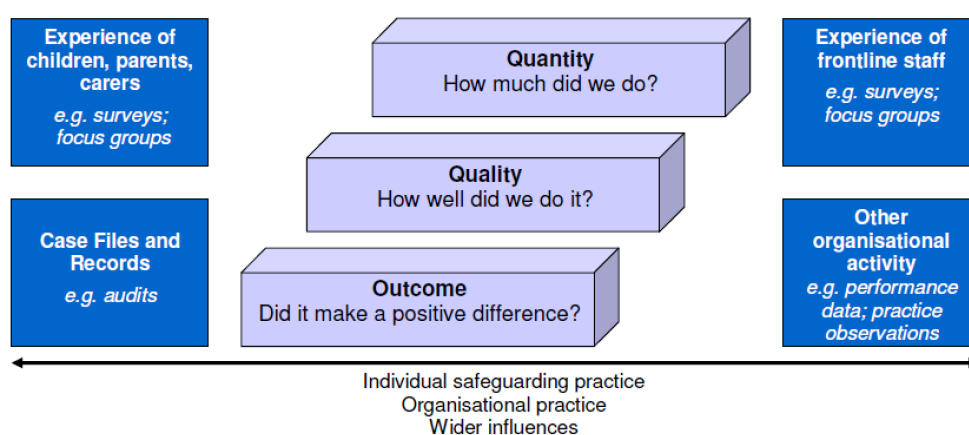 Experience of
children, parents,
carers
e.g. surveys;
focus groups
Quantity
How much did we do?
Experience of
frontline staff
e.g. surveys;
focus groups
Quality
How well did we do it?
Case Files and
Records
e.g. audits
Outcome
Did it make a positive difference?
Other
organisational
activity
e.g. performance
data; practice
observations
Individual safeguarding practice
Organisational practice
Wider influences